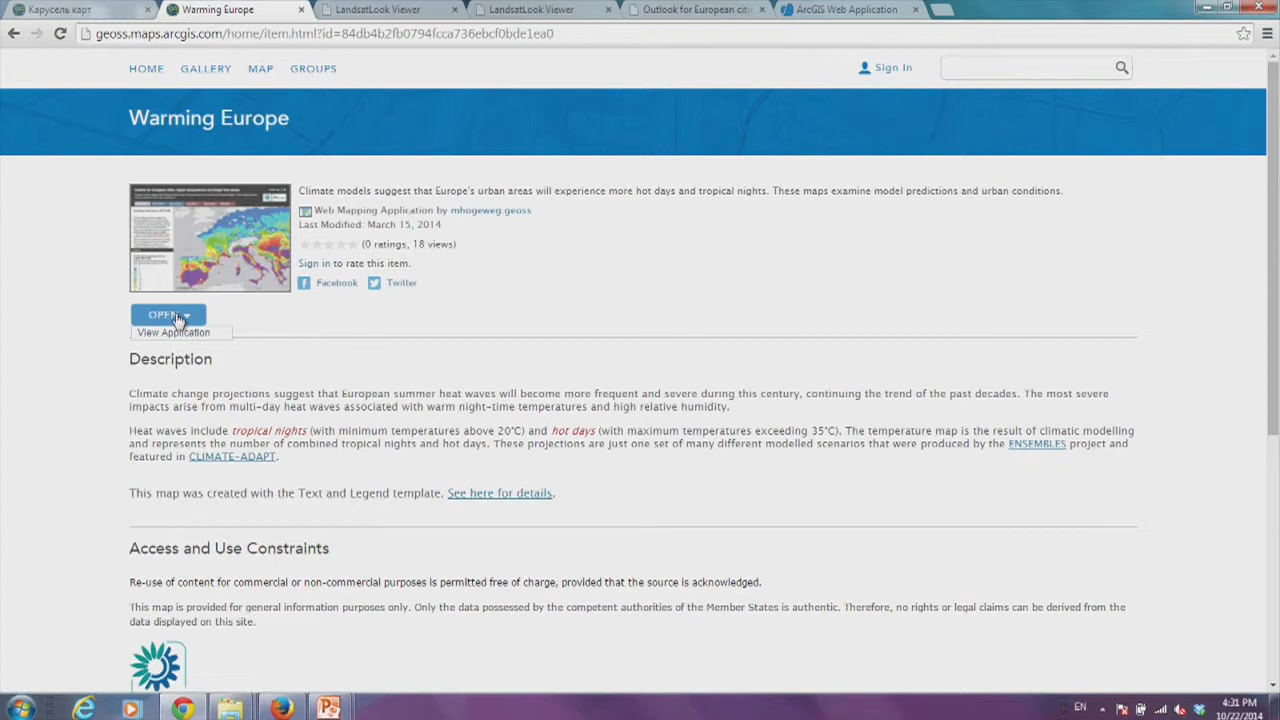 Карусель карт
Warming Europe
LandsatLook Viewer
LandsatLook Viewer
Outlook for European citi
ArcGIS Web Application
geoss.maps.arcgis.com/home/item.html?id=84db4b2fb0794fcca736ebcf0bde1ea0
HOME GALLERY MAP GROUPS
Sign In
Warming Europe
Climate models suggest that Europe's urban areas will experience more hot days and tropical nights. These maps examine model predictions and urban conditions.
Web Mapping Application by mhogeweg geoss
Last Modified: March 15, 2014
(0 ratings, 18 views)
Sign in to rate this item.
Facebook Twitter
OPEN
View Application
Description
Climate change projections suggest that European summer heat waves will become more frequent and severe during this century, continuing the trend of the past decades. The most severe
impacts arise from multi-day heat waves associated with warm night-time temperatures and high relative humidity.
Heat waves include tropical nights (with minimum temperatures above 20°C) and hot days (with maximum temperatures exceeding 35°C). The temperature map is the result of climatic modelling
and represents the number of combined tropical nights and hot days. These projections are just one set of many different modelled scenarios that were produced by the ENSEMBLES project and
featured in CLIMATE-ADAPT.
This map was created with the Text and Legend template. See here for details.
Access and Use Constraints
Re-use of content for commercial or non-commercial purposes is permitted free of charge, provided that the source is acknowledged.
This map is provided for general information purposes only. Only the data possessed by the competent authorities of the Member States is authentic. Therefore, no rights or legal claims can be derived from the
data displayed on this site.
EN
4:31 PM
10/22/2014